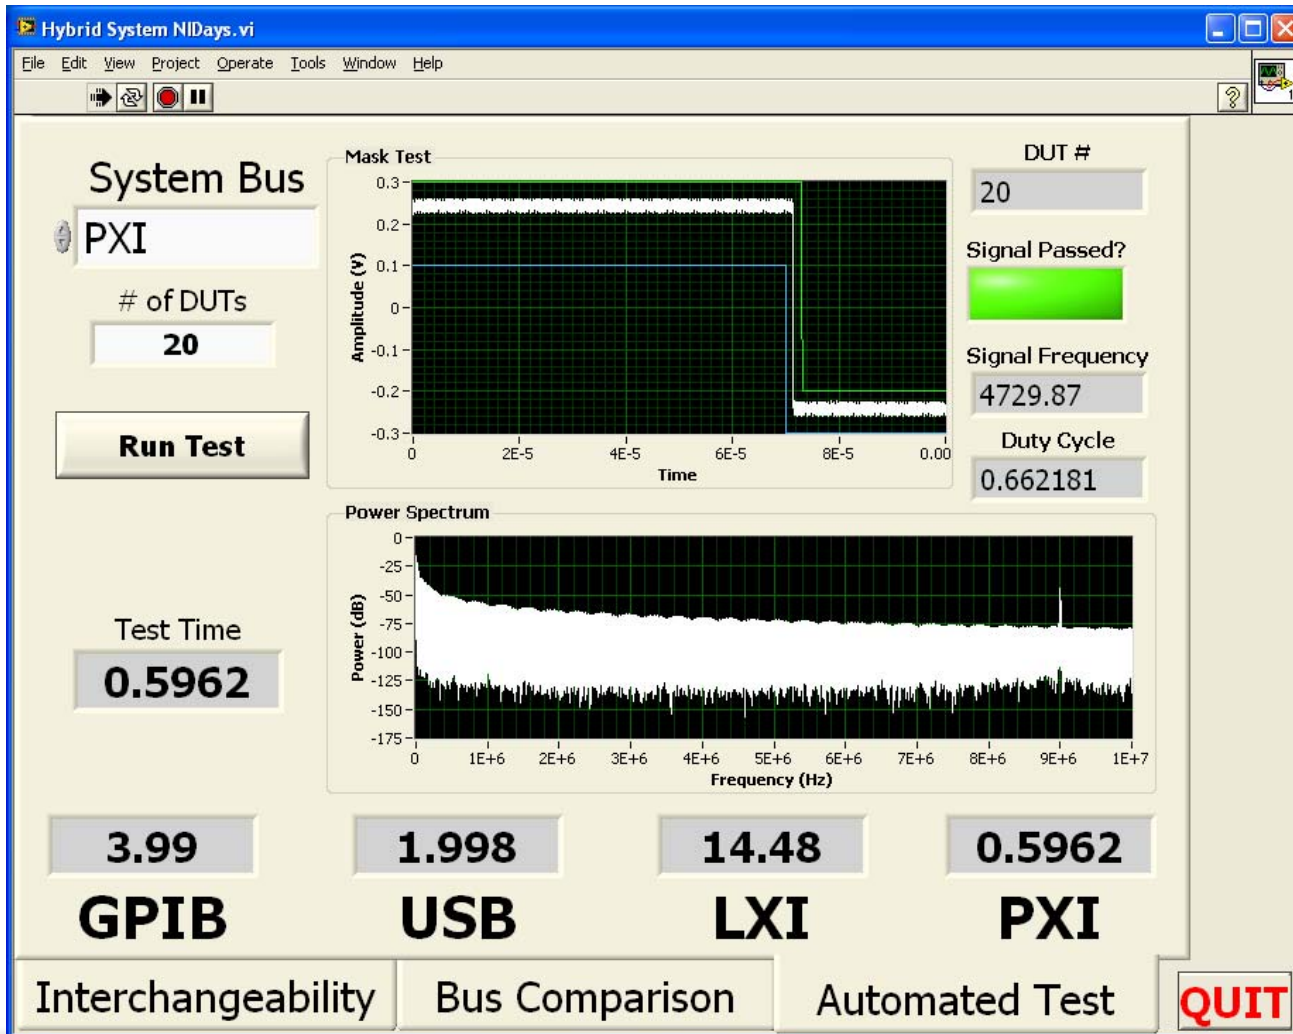 Hybrid System NIDays.vi
File Edit View Project Operate Tools Window Help
?
1
System Bus
PXI
# of DUTs
20
Run Test
Test Time
0.5962
Mask Test
Amplitude (V)
0.3
0.2
0.1
0
-0.1
-0.2
-0.3
0 2E-5 4E-5 6E-5 8E-5 0.00
Time
DUT #
20
Signal Passed?
Signal Frequency
4729.87
Duty Cycle
0.662181
Power Spectrum
Power (dB)
0
-25
-50
-75
-100
-125
-150
-175
0 1E+6 2E+6 3E+6 4E+6 5E+6 6E+6 7E+6 8E+6 9E+6 1E+7
Frequency (Hz)
3.99 1.998 14.48 0.5962
GPIB USB LXI PXI
Interchangeability Bus Comparison Automated Test QUIT